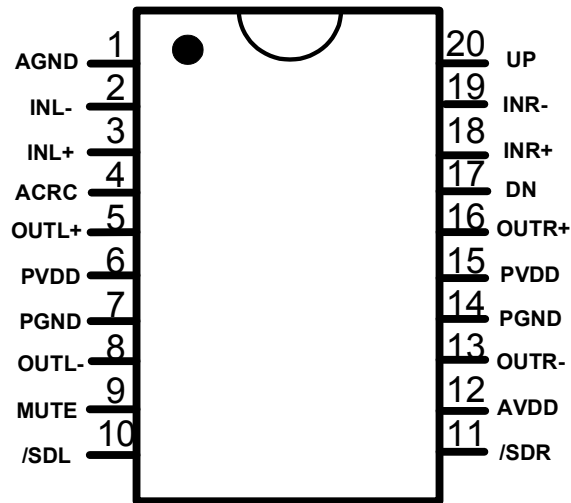 AGND 1 20 UP
INL- 2 19 INR-
INL+ 3 18 INR+
ACRC 4 17 DN
OUTL+ 5 16 OUTR+
PVDD 6 15 PVDD
PGND 7 14 PGND
OUTL- 8 13 OUTR-
MUTE 9 12 AVDD
/SDL 10 11 /SDR